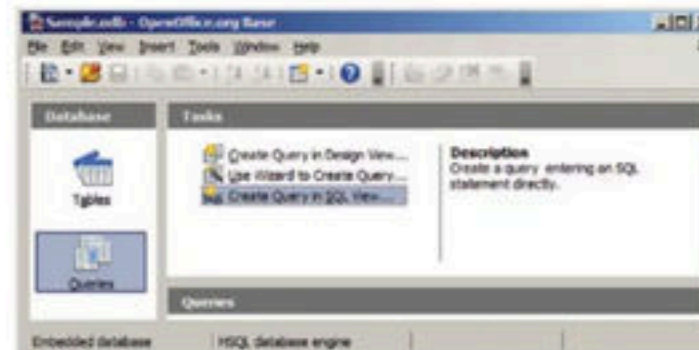 Sample.odb - OpenOffice.org Base
File Edit View Insert Tools Window Help
Database
Tasks
Tables
Queries
Create Query in Design View...
Use Wizard to Create Query...
Create Query in SQL View...
Description
Create a query entering an SQL
statement directly.
Queries
Embedded database HSQL database engine